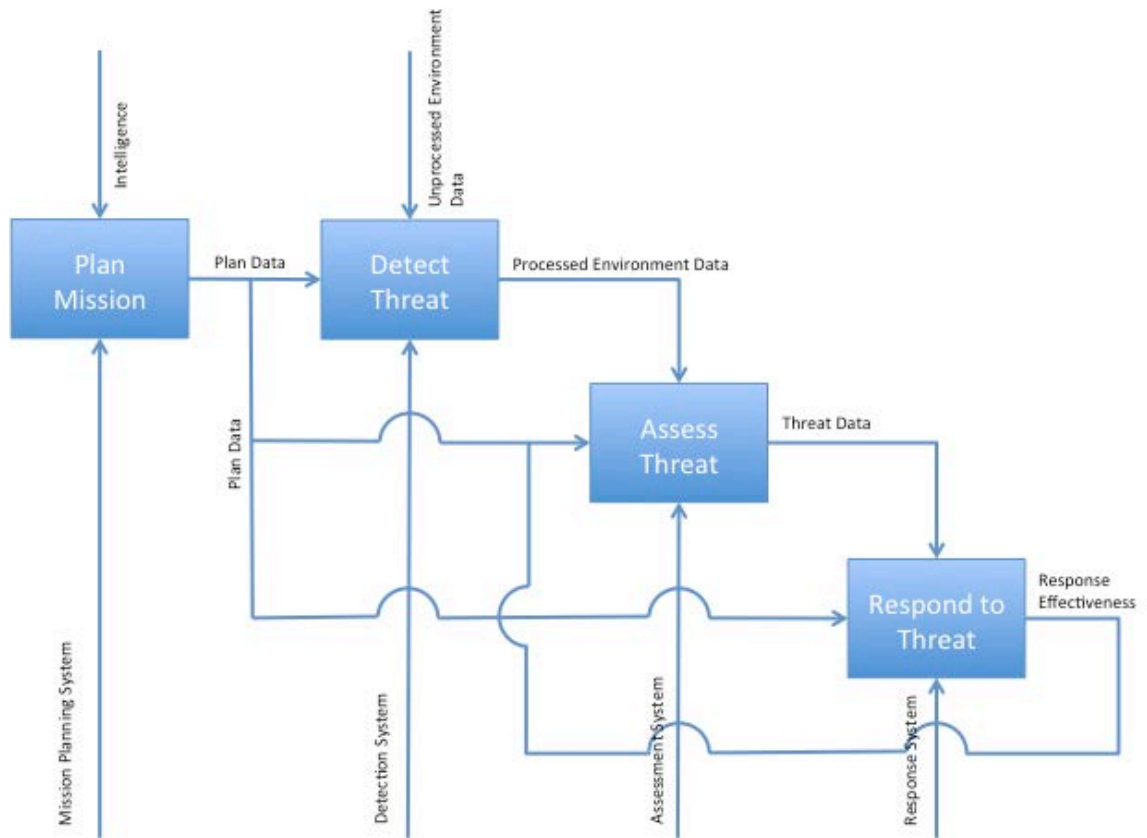 Intelligence
Unprocessed Environment
Data
Plan
Mission
Plan Data
Detect
Threat
Processed Environment Data
Plan Data
Assess
Threat
Threat Data
Respond to
Threat
Response
Effectiveness
Mission Planning System
Detection System
Assessment System
Response System